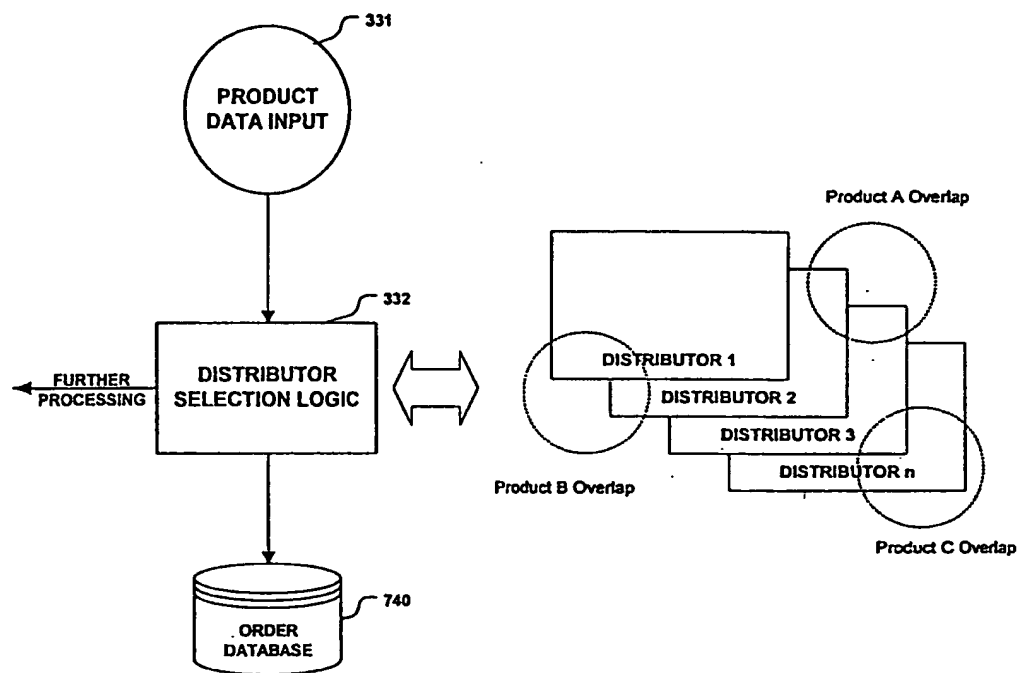 331
PRODUCT
DATA INPUT
Product A Overlap
332
DISTRIBUTOR
SELECTION LOGIC
FURTHER
PROCESSING
DISTRIBUTOR 1
DISTRIBUTOR 2
DISTRIBUTOR 3
DISTRIBUTOR n
Product B Overlap
Product C Overlap
740
ORDER
DATABASE